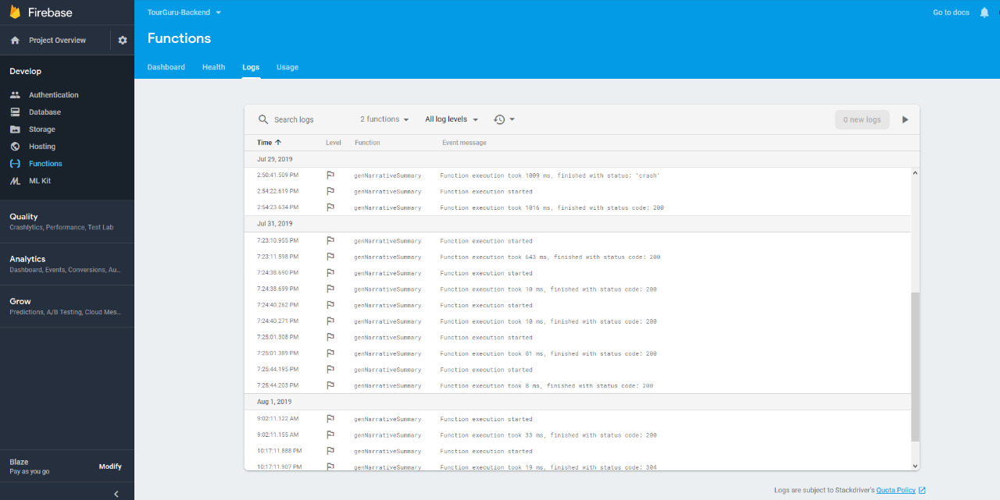 Firebase
TourGuru-Backend
Go to docs
Project Overview
Functions
Develop
Dashboard Health Logs Usage
Authentication
Database
Storage
Hosting
Functions
ML Kit
Quality
Crashlytics, Performance, Test Lab
Analytics
Dashboard, Events, Conversions, Au...
Grow
Predictions, A/B Testing, Cloud Mes...
Blaze
Pay as you go
Modify
Search logs 2 functions All log levels 0 new logs
Time Level Function Event message
Jul 29, 2019
2:50:41.509 PM genNarrativeSummary Function execution took 1009 ms, finished with status: 'crash'
2:54:22.619 PM genNarrativeSummary Function execution started
2:54:23.634 PM genNarrativeSummary Function execution took 1016 ms, finished with status code: 200
Jul 31, 2019
7:23:10.955 PM genNarrativeSummary Function execution started
7:23:11.598 PM genNarrativeSummary Function execution took 643 ms, finished with status code: 200
7:24:38.690 PM genNarrativeSummary Function execution started
7:24:38.699 PM genNarrativeSummary Function execution took 10 ms, finished with status code: 200
7:24:40.262 PM genNarrativeSummary Function execution started
7:24:40.271 PM genNarrativeSummary Function execution took 10 ms, finished with status code: 200
7:25:01.308 PM genNarrativeSummary Function execution started
7:25:01.389 PM genNarrativeSummary Function execution took 81 ms, finished with status code: 200
7:25:44.195 PM genNarrativeSummary Function execution started
7:25:44.203 PM genNarrativeSummary Function execution took 8 ms, finished with status code: 200
Aug 1, 2019
9:02:11.122 AM genNarrativeSummary Function execution started
9:02:11.155 AM genNarrativeSummary Function execution took 33 ms, finished with status code: 200
10:17:11.888 PM genNarrativeSummary Function execution started
10:17:11.907 PM genNarrativeSummary Function execution took 19 ms, finished with status code: 304
Logs are subject to Stackdriver's Quota Policy